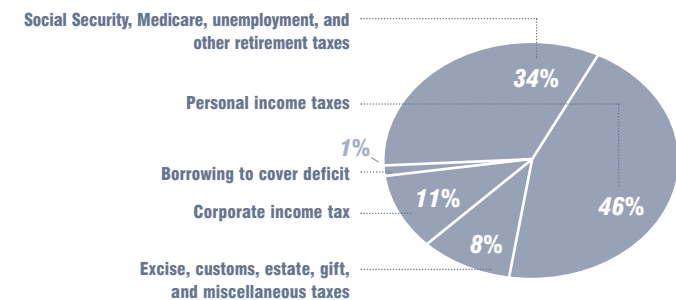 Social Security, Medicare, unemployment, and
other retirement taxes
34%
Personal income taxes
1%
Borrowing to cover deficit
11%
Corporate income tax
46%
8%
Excise, customs, estate, gift,
and miscellaneous taxes